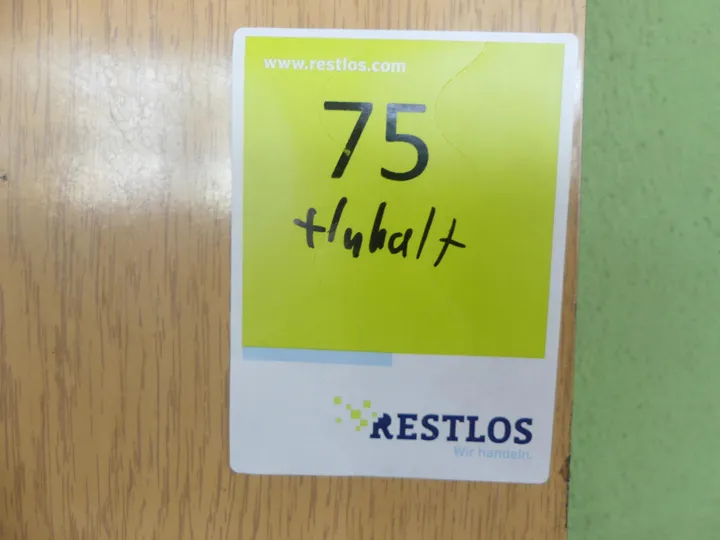 www.restlos.com
75
+Inhalt
RESTLOS
Wir handeln.